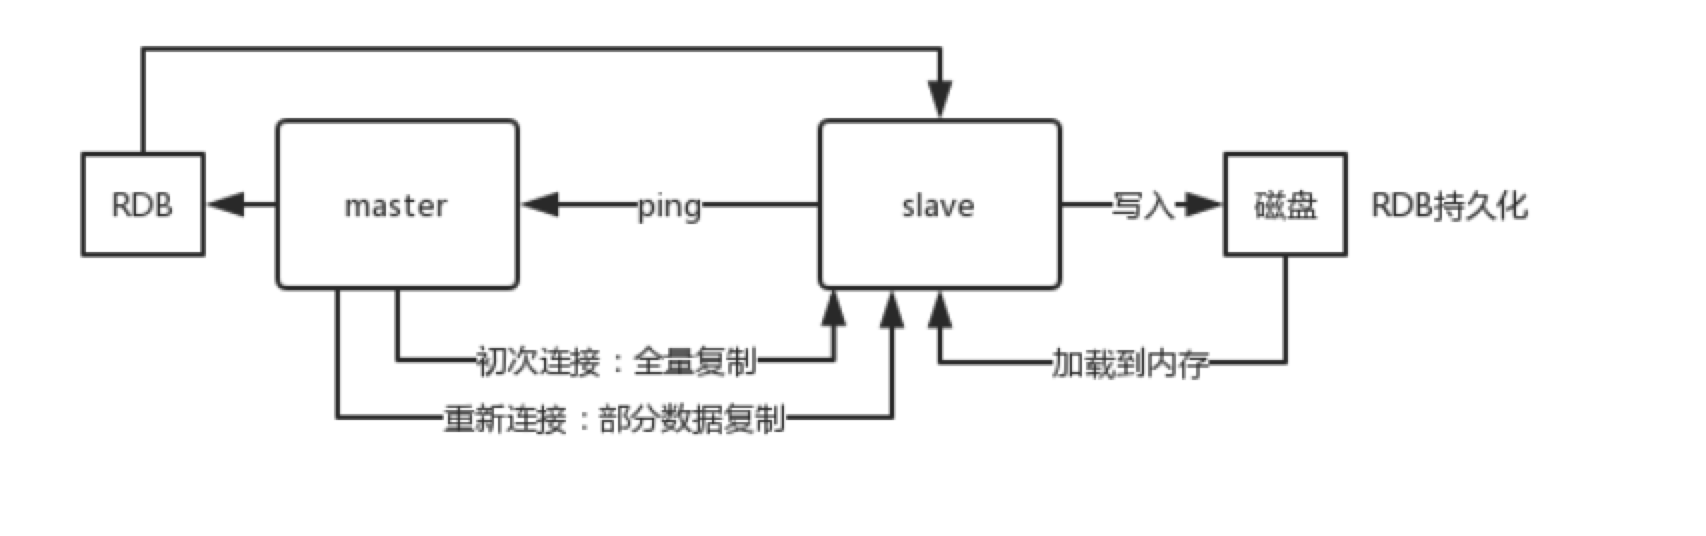 RDB
master
ping
slave
写入
磁盘
RDB持久化
初次连接：全量复制
加载到内存
重新连接：部分数据复制